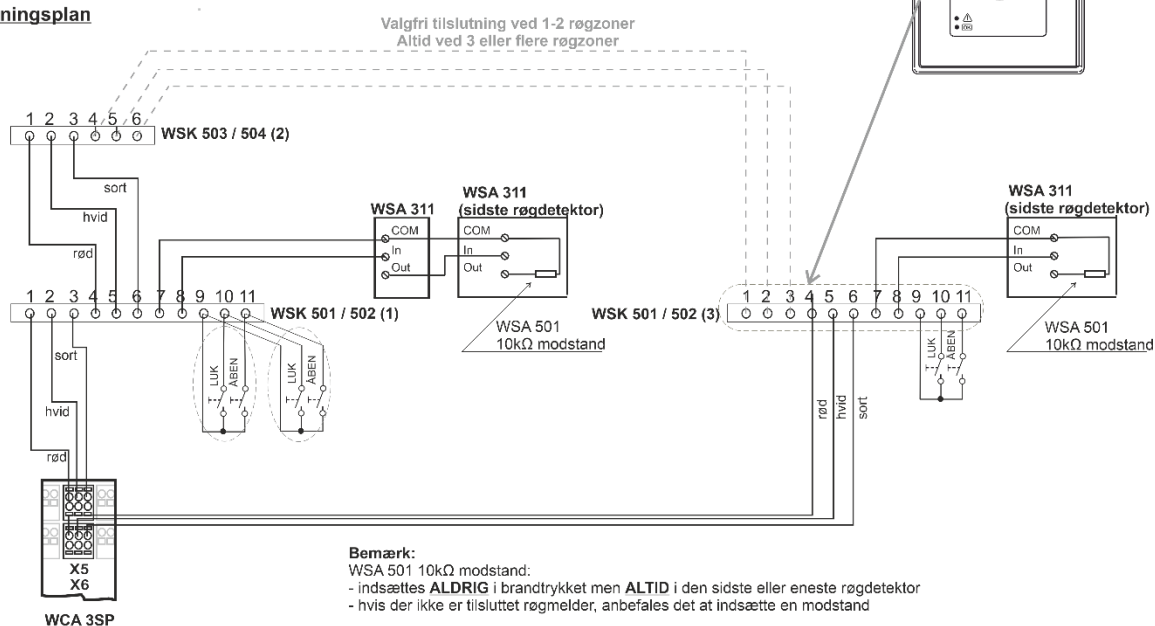 ningsplan
Valgfri tilslutning ved 1-2 røgzoner
Altid ved 3 eller flere røgzoner
OK
1 2 3 4 5 6
WSK 503 / 504 (2)
sort
hvid
rød
WSA 311
COM
In
Out
WSA 311
(sidste røgdetektor)
COM
In
Out
WSA 501
10kΩ modstand
1 2 3 4 5 6 7 8 9 10 11
WSK 501 / 502 (1)
LUK
ÅBEN
LUK
ÅBEN
sort
hvid
rød
X5
X6
WCA 3SP
WSK 501 / 502 (3)
1 2 3 4 5 6 7 8 9 10 11
rød
hvid
sort
LUK
ÅBEN
WSA 311
(sidste røgdetektor)
COM
In
Out
WSA 501
10kΩ modstand
Bemærk:
WSA 501 10kΩ modstand:
- indsættes ALDRIG i brandtrykket men ALTID i den sidste eller eneste røgdetektor
- hvis der ikke er tilsluttet røgmelder, anbefales det at indsætte en modstand